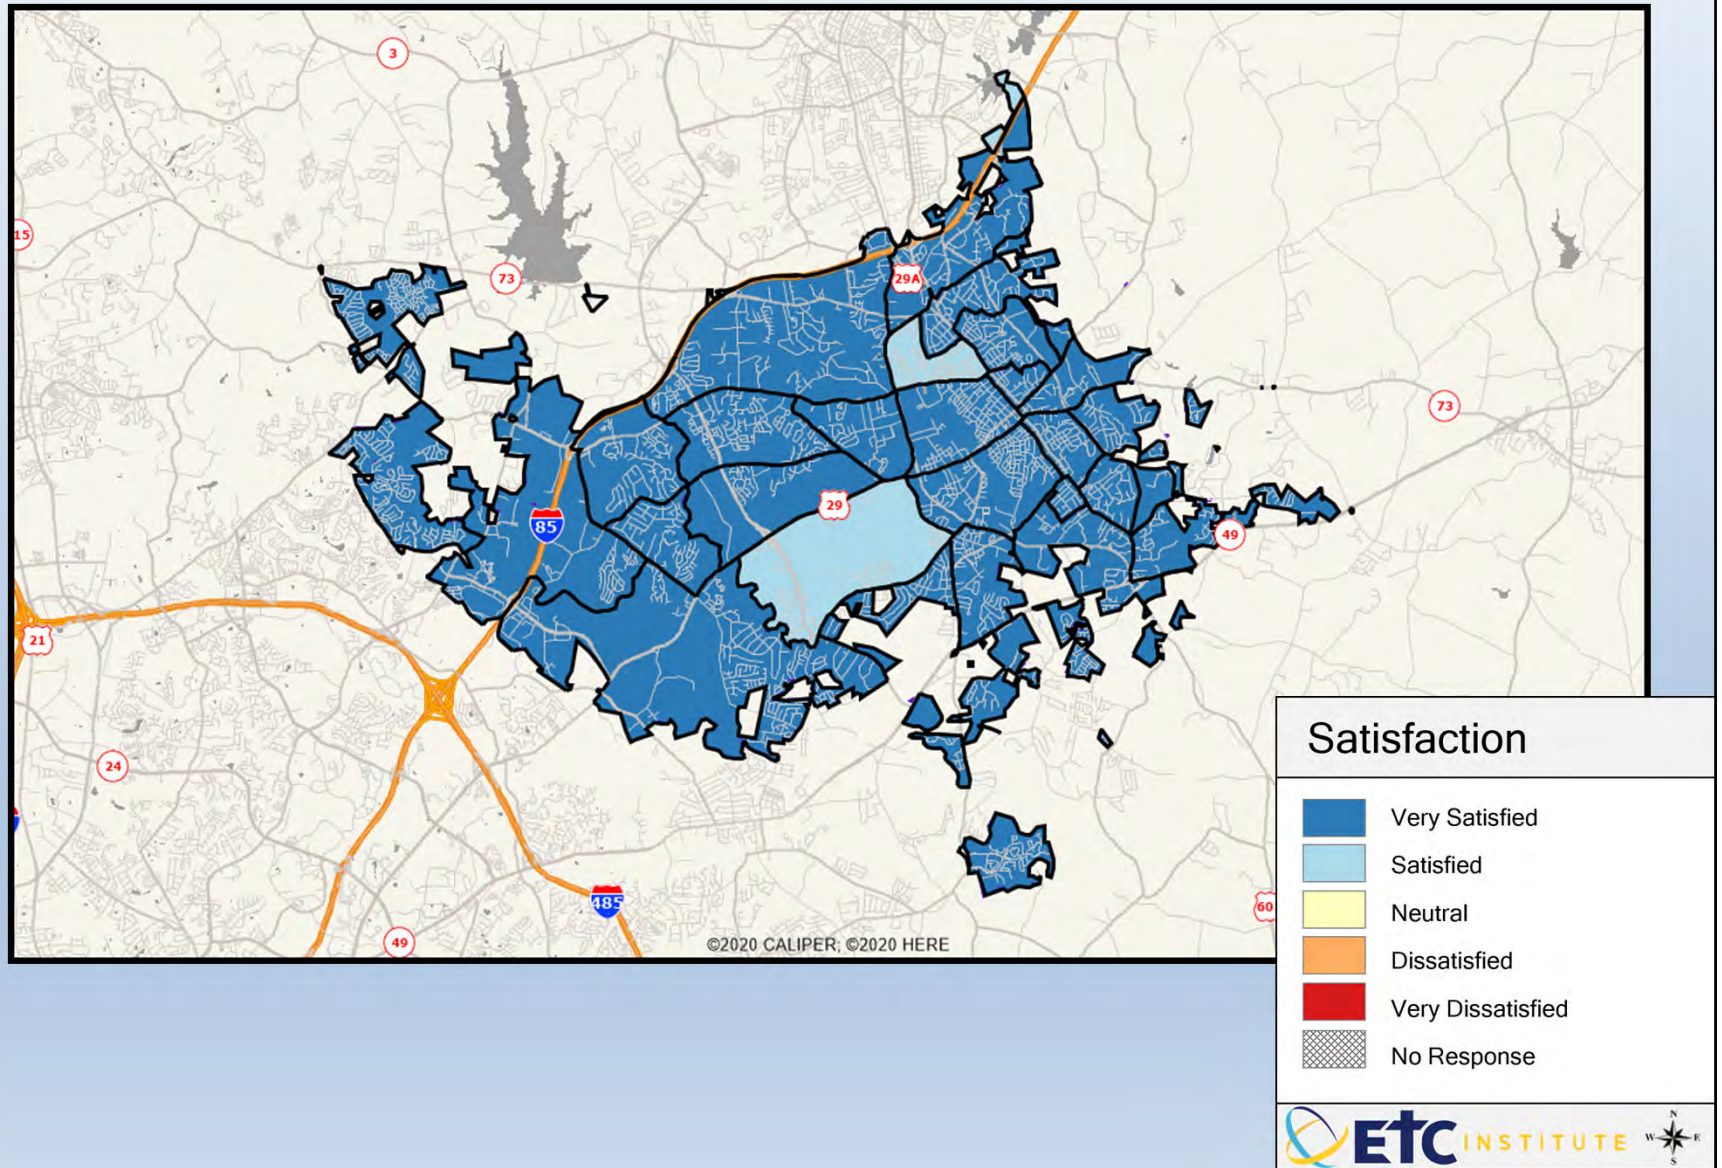 3
15
73
29A
73
29
85
49
21
24
485
60
49
©2020 CALIPER; ©2020 HERE
Satisfaction
Very Satisfied
Satisfied
Neutral
Dissatisfied
Very Dissatisfied
No Response
ETC INSTITUTE
N
W E
S